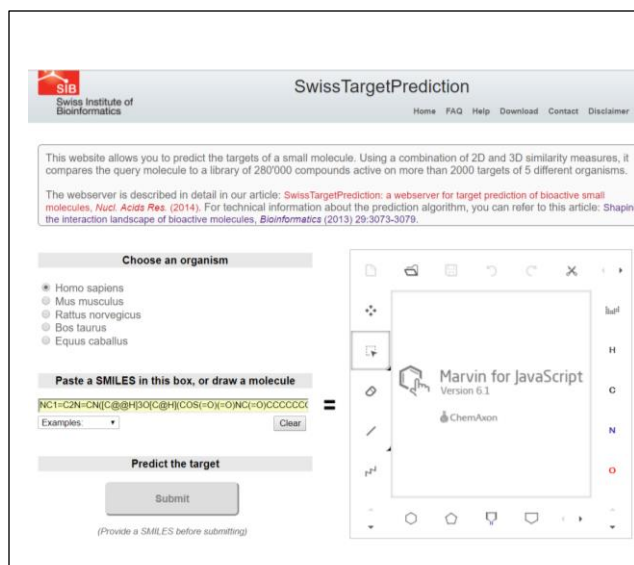 SIB
Swiss Institute of
Bioinformatics
SwissTargetPrediction
Home FAQ Help Download Contact Disclaimer
This website allows you to predict the targets of a small molecule. Using a combination of 2D and 3D similarity measures, it
compares the query molecule to a library of 280'000 compounds active on more than 2000 targets of 5 different organisms.
The webserver is described in detail in our article: SwissTargetPrediction: a webserver for target prediction of bioactive small
molecules, Nucl. Acids Res. (2014). For technical information about the prediction algorithm, you can refer to this article: Shapin
the interaction landscape of bioactive molecules, Bioinformatics (2013) 29:3073-3079.
Choose an organism
Homo sapiens
Mus musculus
Rattus norvegicus
Bos taurus
Equus caballus
Paste a SMILES in this box, or draw a molecule
NC1=C2N=CN([C@@H]3O[C@H](COS(=O)(=O)NC(=O)CCCCCC(
=
Examples:
Clear
Predict the target
Submit
(Provide a SMILES before submitting)
Marvin for JavaScript
Version 6.1
ChemAxon
H
C
N
O